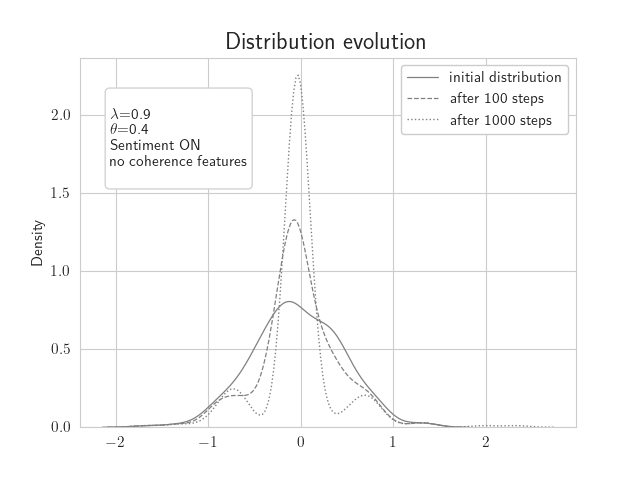 Distribution evolution
λ=0.9
θ=0.4
Sentiment ON
no coherence features
initial distribution
after 100 steps
after 1000 steps
Density
2.0
1.5
1.0
0.5
0.0
−2
−1
0
1
2